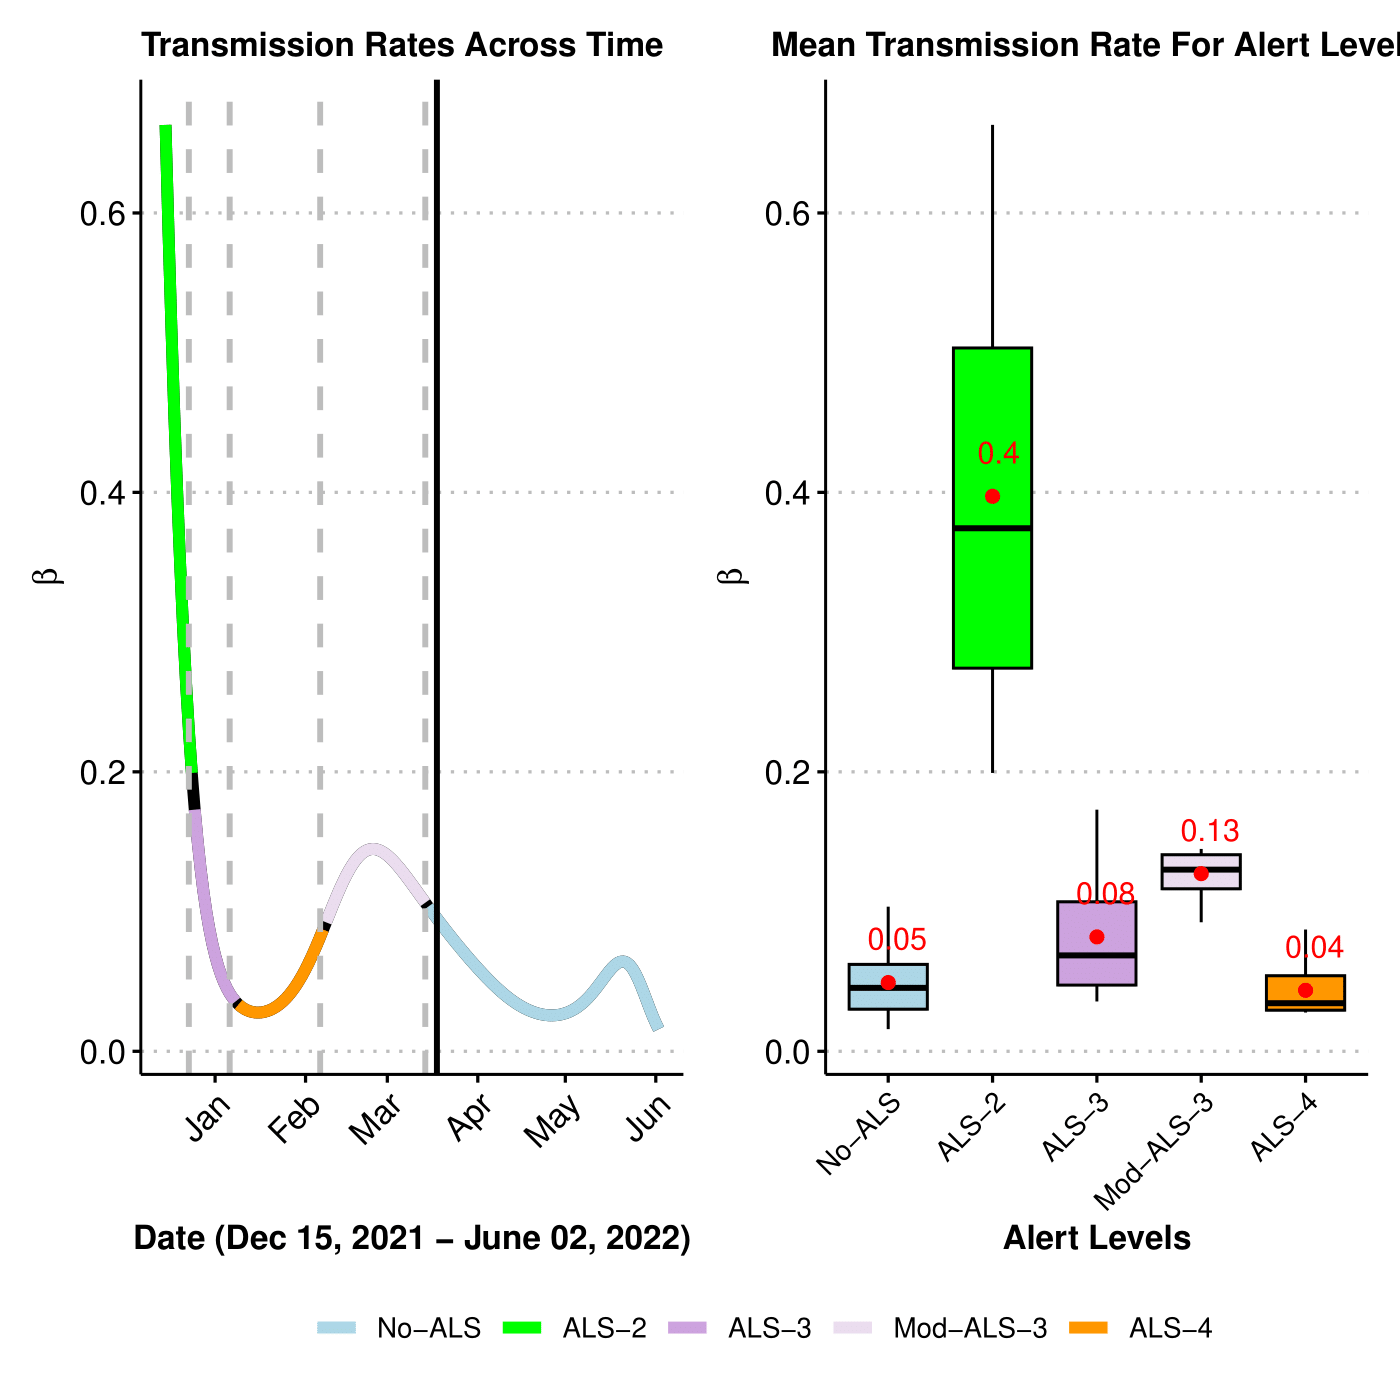 Transmission Rates Across Time
Mean Transmission Rate For Alert Level
0.6
0.4
0.2
0.0
β
Jan
Feb
Mar
Apr
May
Jun
Date (Dec 15, 2021 – June 02, 2022)
0.6
0.4
0.2
0.0
β
0.05
0.4
0.08
0.13
0.04
No–ALS
ALS–2
ALS–3
Mod–ALS–3
ALS–4
Alert Levels
No–ALS ALS–2 ALS–3 Mod–ALS–3 ALS–4